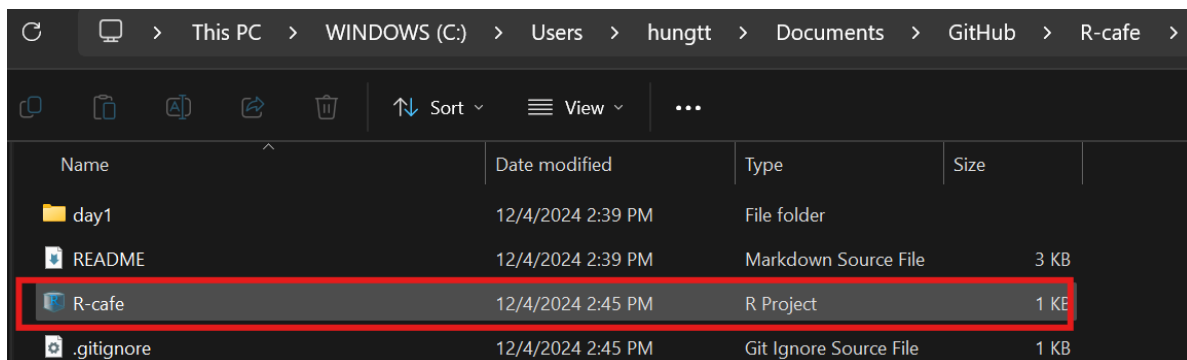 This PC > WINDOWS (C:) > Users > hungtt > Documents > GitHub > R-cafe >
Sort View
Name Date modified Type Size
day1 12/4/2024 2:39 PM File folder
README 12/4/2024 2:39 PM Markdown Source File 3 KB
R-cafe 12/4/2024 2:45 PM R Project 1 KB
.gitignore 12/4/2024 2:45 PM Git Ignore Source File 1 KB